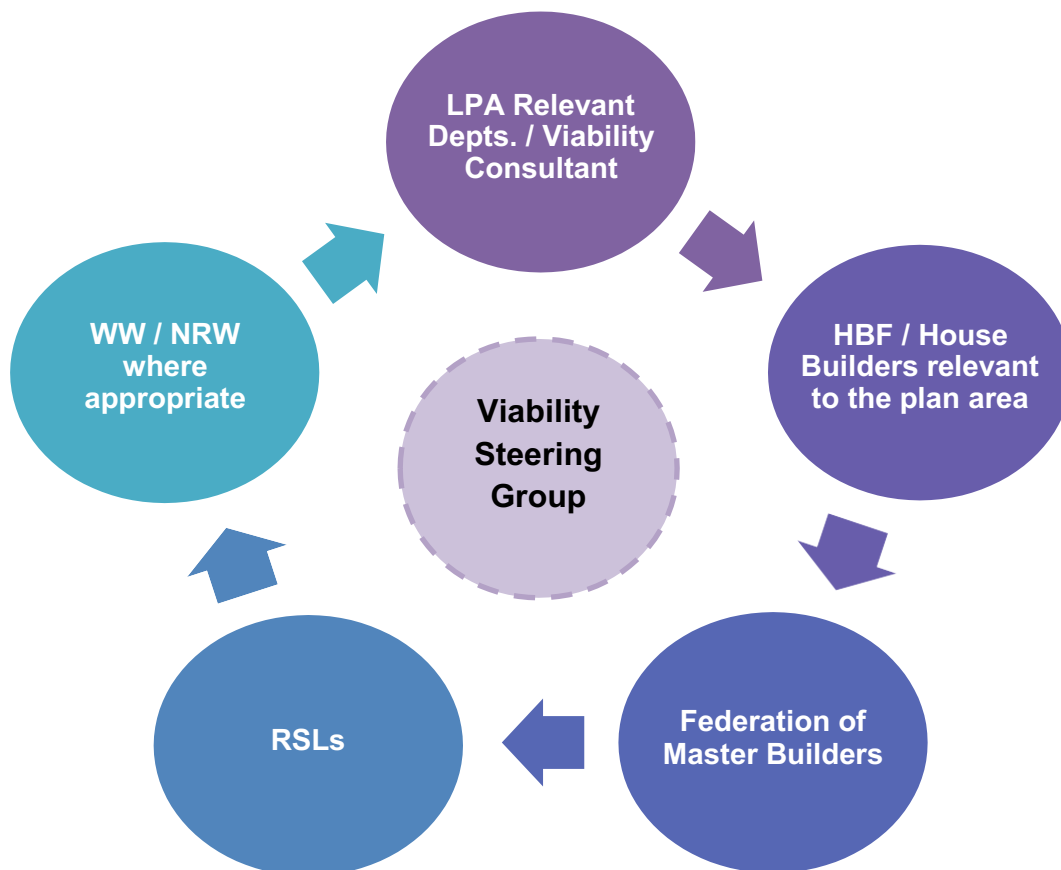 LPA Relevant
Depts. / Viability
Consultant
HBF / House
Builders relevant
to the plan area
Federation of
Master Builders
RSLs
WW / NRW
where
appropriate
Viability
Steering
Group